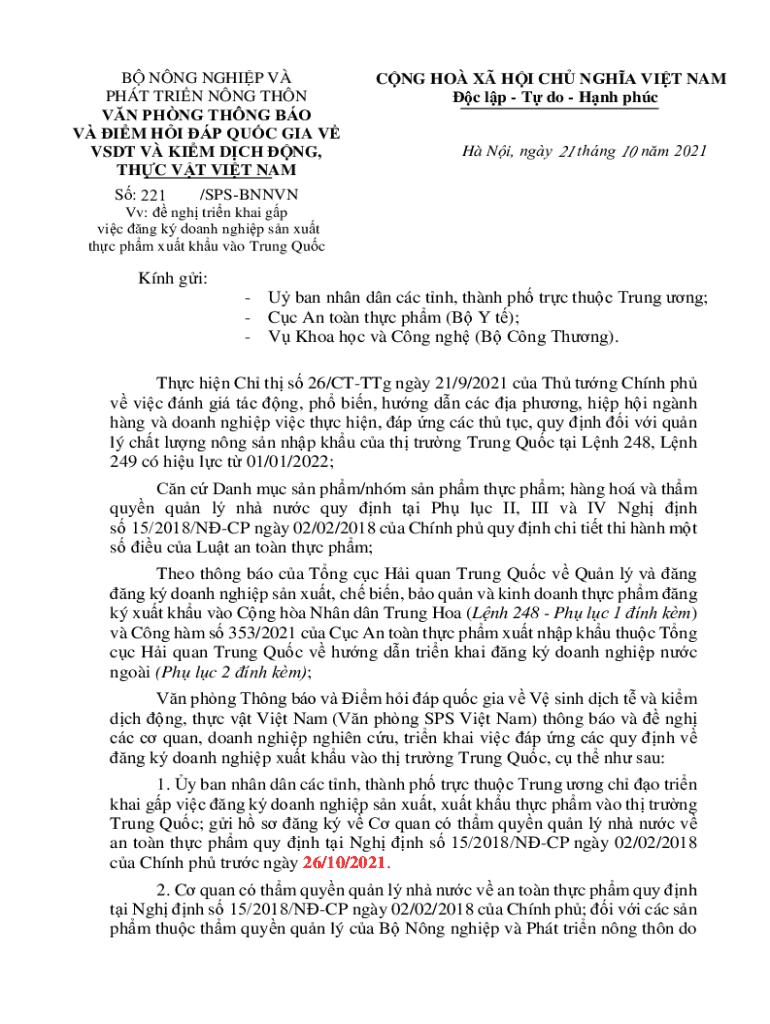 BỘ NÔNG NGHIỆP VÀ
PHÁT TRIỂN NÔNG THÔN
VĂN PHÒNG THÔNG BÁO
VÀ ĐIỂM HỎI ĐÁP QUỐC GIA VỀ
VSDT VÀ KIỂM DỊCH ĐỘNG,
THỰC VẬT VIỆT NAM
Số: 221 /SPS-BNNVN
Vv: đề nghị triển khai gấp
việc đăng ký doanh nghiệp sản xuất
thực phẩm xuất khẩu vào Trung Quốc
CỘNG HOÀ XÃ HỘI CHỦ NGHĨA VIỆT NAM
Độc lập - Tự do - Hạnh phúc
Hà Nội, ngày 21 tháng 10 năm 2021
Kính gửi:
- Uỷ ban nhân dân các tỉnh, thành phố trực thuộc Trung ương;
- Cục An toàn thực phẩm (Bộ Y tế);
- Vụ Khoa học và Công nghệ (Bộ Công Thương).
Thực hiện Chỉ thị số 26/CT-TTg ngày 21/9/2021 của Thủ tướng Chính phủ
về việc đánh giá tác động, phổ biến, hướng dẫn các địa phương, hiệp hội ngành
hàng và doanh nghiệp việc thực hiện, đáp ứng các thủ tục, quy định đối với quản
lý chất lượng nông sản nhập khẩu của thị trường Trung Quốc tại Lệnh 248, Lệnh
249 có hiệu lực từ 01/01/2022;
Căn cứ Danh mục sản phẩm/nhóm sản phẩm thực phẩm; hàng hoá và thẩm
quyền quản lý nhà nước quy định tại Phụ lục II, III và IV Nghị định
số 15/2018/NĐ-CP ngày 02/02/2018 của Chính phủ quy định chi tiết thi hành một
số điều của Luật an toàn thực phẩm;
Theo thông báo của Tổng cục Hải quan Trung Quốc về Quản lý và đăng
đăng ký doanh nghiệp sản xuất, chế biến, bảo quản và kinh doanh thực phẩm đăng
ký xuất khẩu vào Cộng hòa Nhân dân Trung Hoa (Lệnh 248 - Phụ lục 1 đính kèm)
và Công hàm số 353/2021 của Cục An toàn thực phẩm xuất nhập khẩu thuộc Tổng
cục Hải quan Trung Quốc về hướng dẫn triển khai đăng ký doanh nghiệp nước
ngoài (Phụ lục 2 đính kèm);
Văn phòng Thông báo và Điểm hỏi đáp quốc gia về Vệ sinh dịch tễ và kiểm
dịch động, thực vật Việt Nam (Văn phòng SPS Việt Nam) thông báo và đề nghị
các cơ quan, doanh nghiệp nghiên cứu, triển khai việc đáp ứng các quy định về
đăng ký doanh nghiệp xuất khẩu vào thị trường Trung Quốc, cụ thể như sau:
1. Ủy ban nhân dân các tỉnh, thành phố trực thuộc Trung ương chỉ đạo triển
khai gấp việc đăng ký doanh nghiệp sản xuất, xuất khẩu thực phẩm vào thị trường
Trung Quốc; gửi hồ sơ đăng ký về Cơ quan có thẩm quyền quản lý nhà nước về
an toàn thực phẩm quy định tại Nghị định số 15/2018/NĐ-CP ngày 02/02/2018
của Chính phủ trước ngày 26/10/2021.
2. Cơ quan có thẩm quyền quản lý nhà nước về an toàn thực phẩm quy định
tại Nghị định số 15/2018/NĐ-CP ngày 02/02/2018 của Chính phủ; đối với các sản
phẩm thuộc thẩm quyền quản lý của Bộ Nông nghiệp và Phát triển nông thôn do